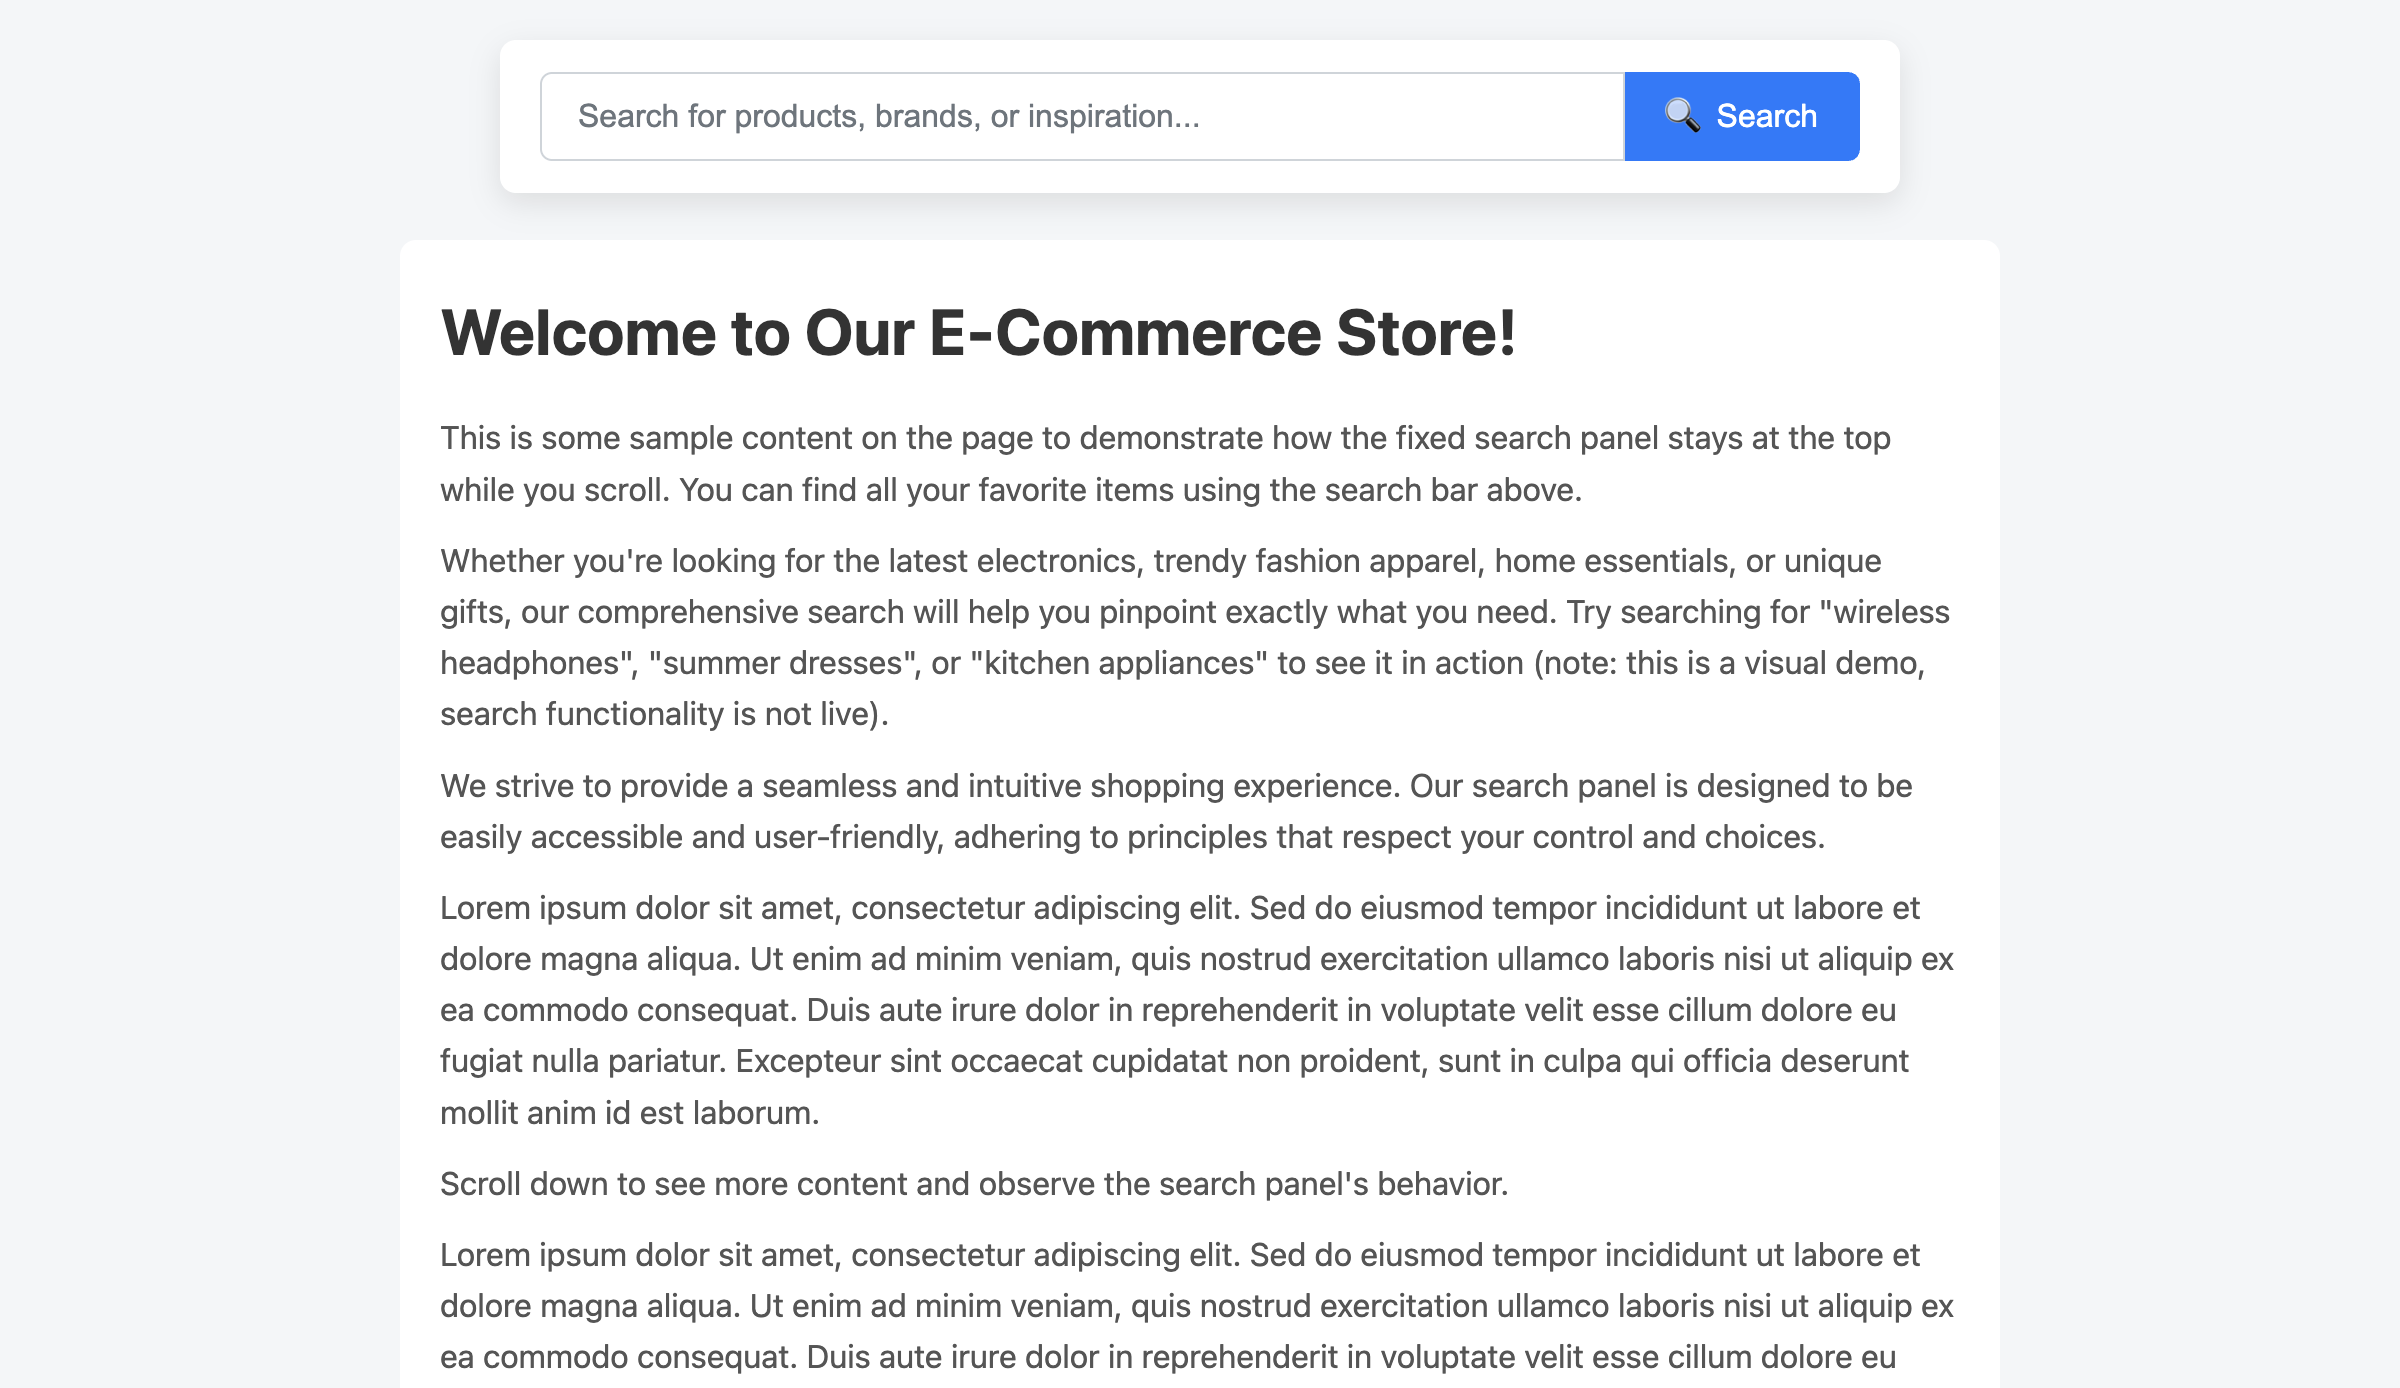 Search for products, brands, or inspiration...
🔍 Search
Welcome to Our E-Commerce Store!
This is some sample content on the page to demonstrate how the fixed search panel stays at the top
while you scroll. You can find all your favorite items using the search bar above.
Whether you're looking for the latest electronics, trendy fashion apparel, home essentials, or unique
gifts, our comprehensive search will help you pinpoint exactly what you need. Try searching for "wireless
headphones", "summer dresses", or "kitchen appliances" to see it in action (note: this is a visual demo,
search functionality is not live).
We strive to provide a seamless and intuitive shopping experience. Our search panel is designed to be
easily accessible and user-friendly, adhering to principles that respect your control and choices.
Lorem ipsum dolor sit amet, consectetur adipiscing elit. Sed do eiusmod tempor incididunt ut labore et
dolore magna aliqua. Ut enim ad minim veniam, quis nostrud exercitation ullamco laboris nisi ut aliquip ex
ea commodo consequat. Duis aute irure dolor in reprehenderit in voluptate velit esse cillum dolore eu
fugiat nulla pariatur. Excepteur sint occaecat cupidatat non proident, sunt in culpa qui officia deserunt
mollit anim id est laborum.
Scroll down to see more content and observe the search panel's behavior.
Lorem ipsum dolor sit amet, consectetur adipiscing elit. Sed do eiusmod tempor incididunt ut labore et
dolore magna aliqua. Ut enim ad minim veniam, quis nostrud exercitation ullamco laboris nisi ut aliquip ex
ea commodo consequat. Duis aute irure dolor in reprehenderit in voluptate velit esse cillum dolore eu